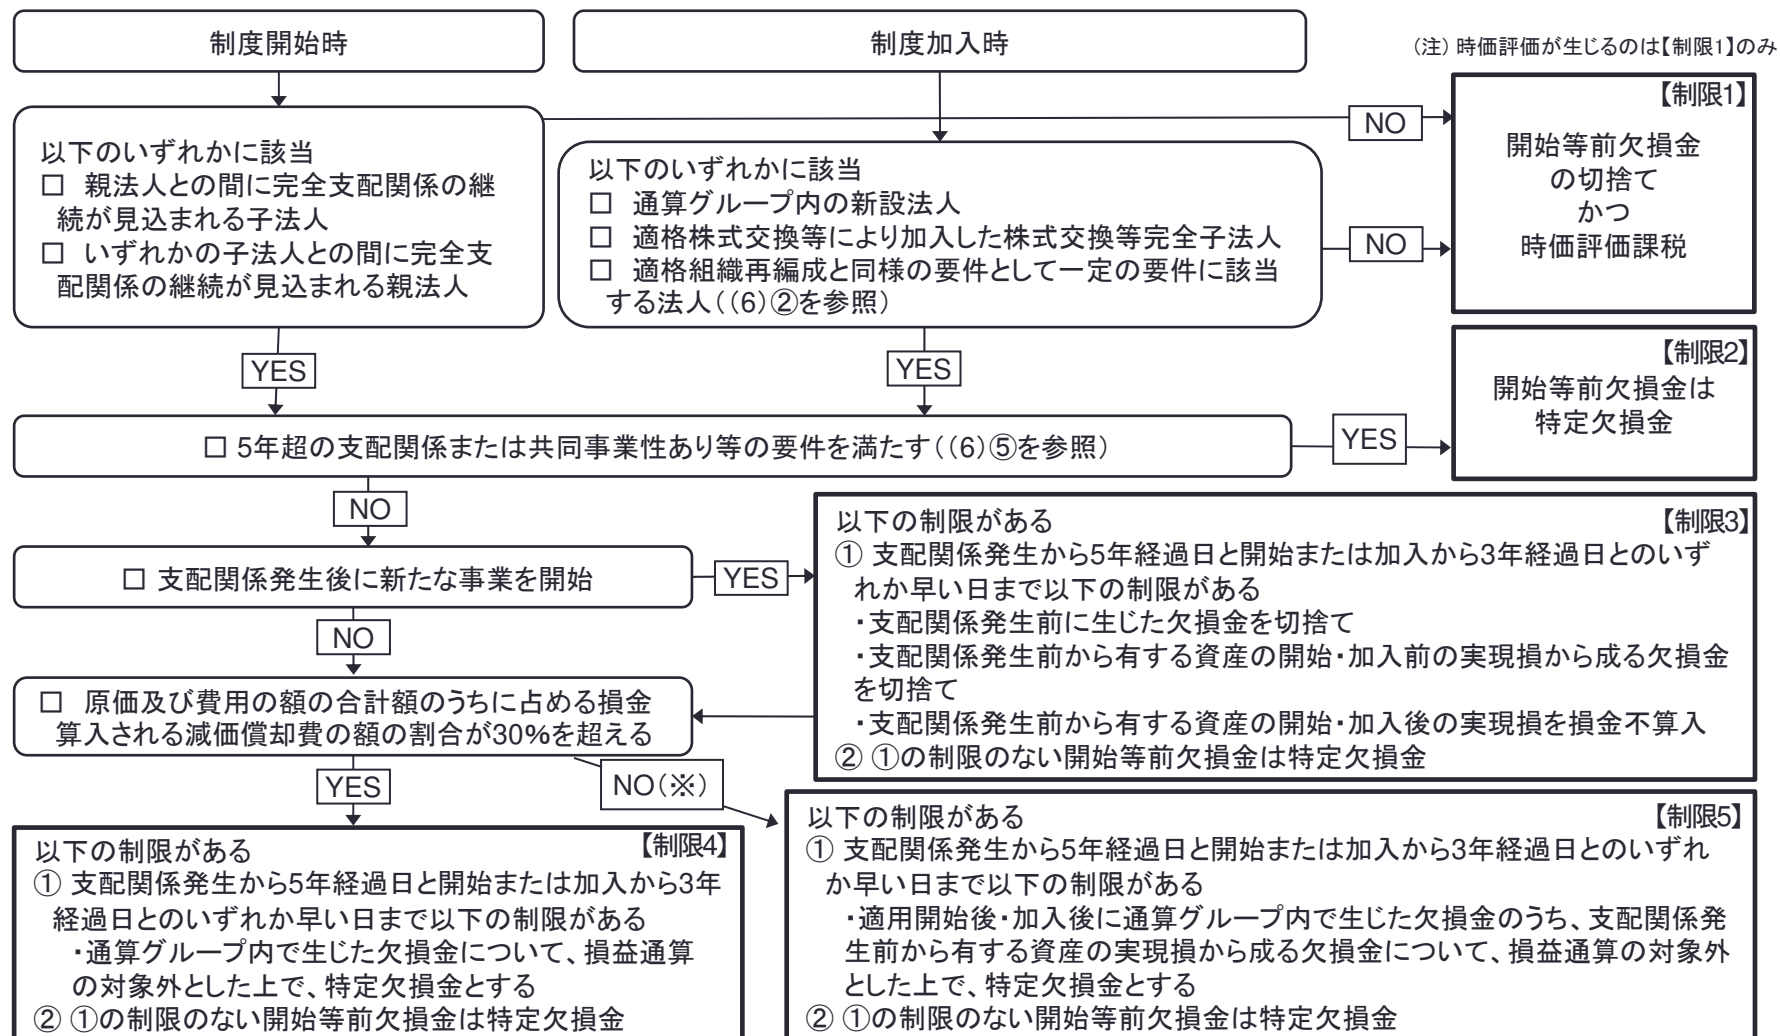 制度開始時
制度加入時
(注) 時価評価が生じるのは【制限1】のみ
以下のいずれかに該当
□ 親法人との間に完全支配関係の継
続が見込まれる子法人
□ いずれかの子法人との間に完全支
配関係の継続が見込まれる親法人
NO
以下のいずれかに該当
□ 通算グループ内の新設法人
□ 適格株式交換等により加入した株式交換等完全子法人
□ 適格組織再編成と同様の要件として一定の要件に該当
する法人((6)②を参照)
NO
【制限1】
開始等前欠損金
の切捨て
かつ
時価評価課税
YES
YES
□ 5年超の支配関係または共同事業性あり等の要件を満たす((6)⑤を参照)
YES
【制限2】
開始等前欠損金は
特定欠損金
NO
□ 支配関係発生後に新たな事業を開始
YES
以下の制限がある
【制限3】
① 支配関係発生から5年経過日と開始または加入から3年経過日とのいず
れか早い日まで以下の制限がある
・支配関係発生前に生じた欠損金を切捨て
・支配関係発生前から有する資産の開始・加入前の実現損から成る欠損金
を切捨て
・支配関係発生前から有する資産の開始・加入後の実現損を損金不算入
② ①の制限のない開始等前欠損金は特定欠損金
NO
□ 原価及び費用の額の合計額のうちに占める損金
算入される減価償却費の額の割合が30%を超える
YES
NO(※)
以下の制限がある
【制限4】
① 支配関係発生から5年経過日と開始または加入から3年
経過日とのいずれか早い日まで以下の制限がある
・通算グループ内で生じた欠損金について、損益通算
の対象外とした上で、特定欠損金とする
② ①の制限のない開始等前欠損金は特定欠損金
以下の制限がある
【制限5】
① 支配関係発生から5年経過日と開始または加入から3年経過日とのいずれ
か早い日まで以下の制限がある
・適用開始後・加入後に通算グループ内で生じた欠損金のうち、支配関係発
生前から有する資産の実現損から成る欠損金について、損益通算の対象外
とした上で、特定欠損金とする
② ①の制限のない開始等前欠損金は特定欠損金